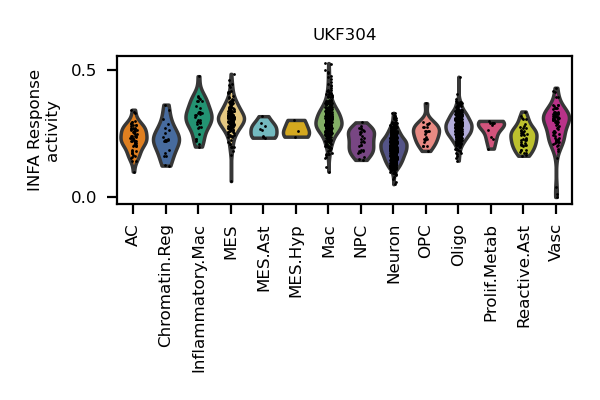 UKF304
INFA Response
activity
0.5
0.0
AC
Chromatin.Reg
Inflammatory.Mac
MES
MES.Ast
MES.Hyp
Mac
NPC
Neuron
OPC
Oligo
Prolif.Metab
Reactive.Ast
Vasc